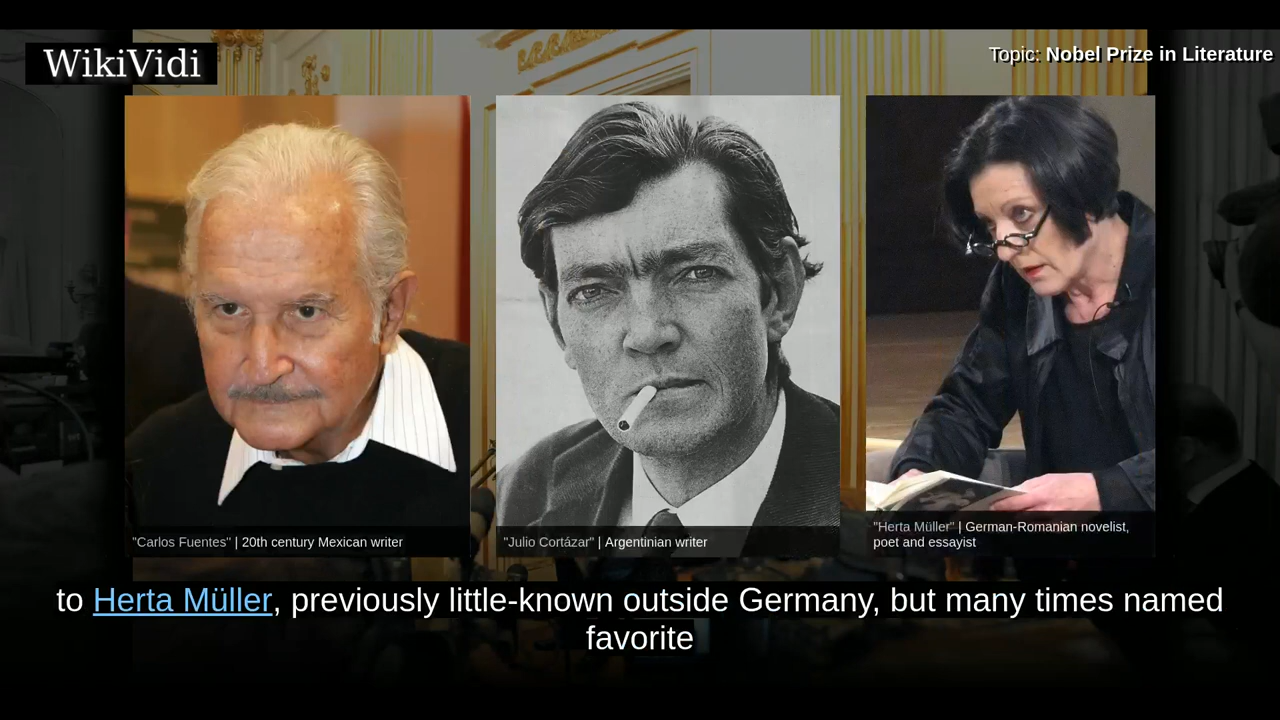 WikiVidi
Topic: Nobel Prize in Literature
"Carlos Fuentes" | 20th century Mexican writer
"Julio Cortázar" | Argentinian writer
"Herta Müller" | German-Romanian novelist,
poet and essayist
to Herta Müller, previously little-known outside Germany, but many times named
favorite